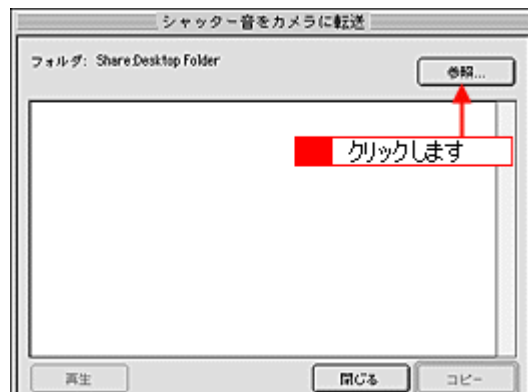 シャッター音をカメラに転送
フォルダ: Share:Desktop Folder
参照...
クリックします
再生
閉じる
コピー